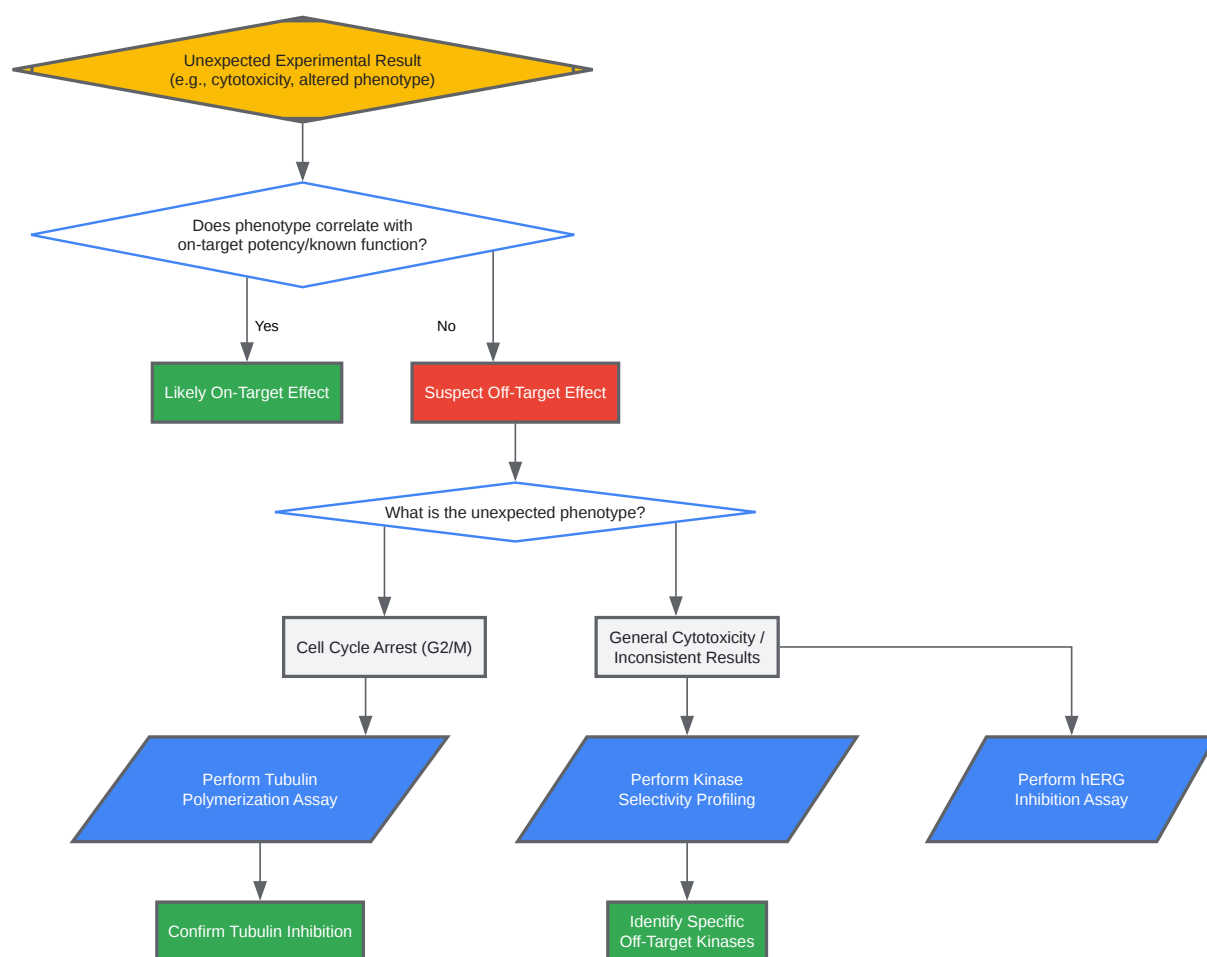 Unexpected Experimental Result
(e.g., cytotoxicity, altered phenotype)
Does phenotype correlate with
on-target potency/known function?
Yes
No
Likely On-Target Effect
Suspect Off-Target Effect
What is the unexpected phenotype?
Cell Cycle Arrest (G2/M)
General Cytotoxicity /
Inconsistent Results
Perform Tubulin
Polymerization Assay
Perform Kinase
Selectivity Profiling
Perform hERG
Inhibition Assay
Confirm Tubulin Inhibition
Identify Specific
Off-Target Kinases